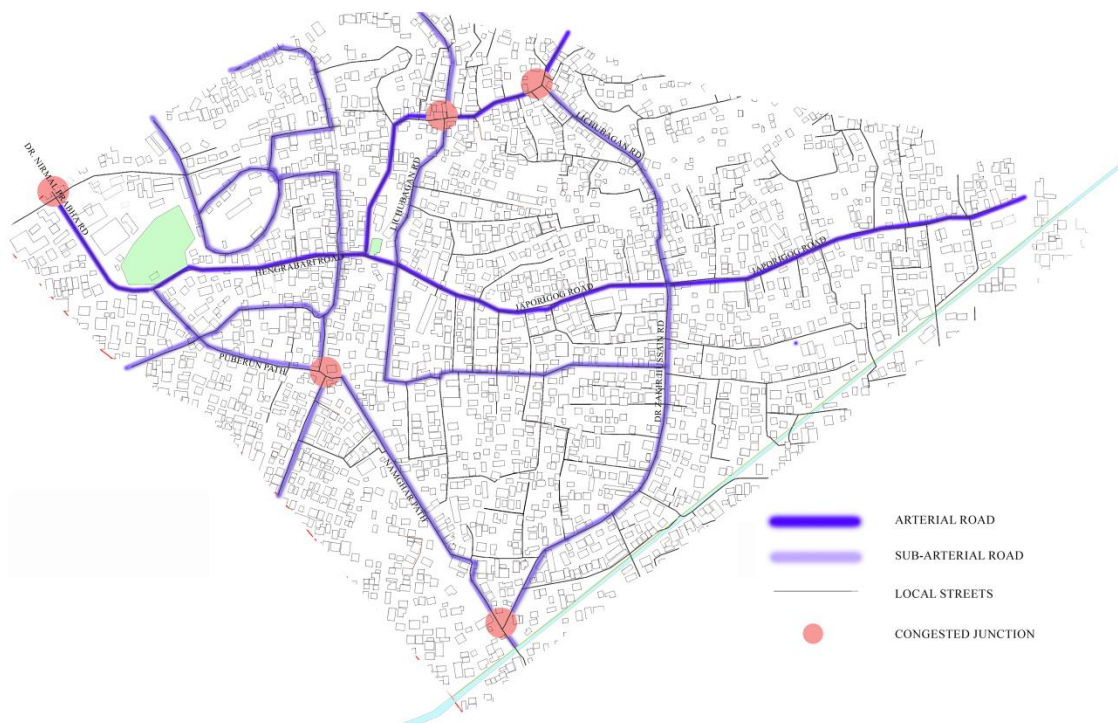 DR. NIRMAL PRABHA RD
LICHUBAGAN RD
LICHUBAGAN RD
HENGRABARI ROAD
JAPORIGOG ROAD
JAPORIGOG ROAD
PUBERUN PATH
DR ZAKIR HUSSAIN RD
NAMGHAR PATH
ARTERIAL ROAD
SUB-ARTERIAL ROAD
LOCAL STREETS
CONGESTED JUNCTION